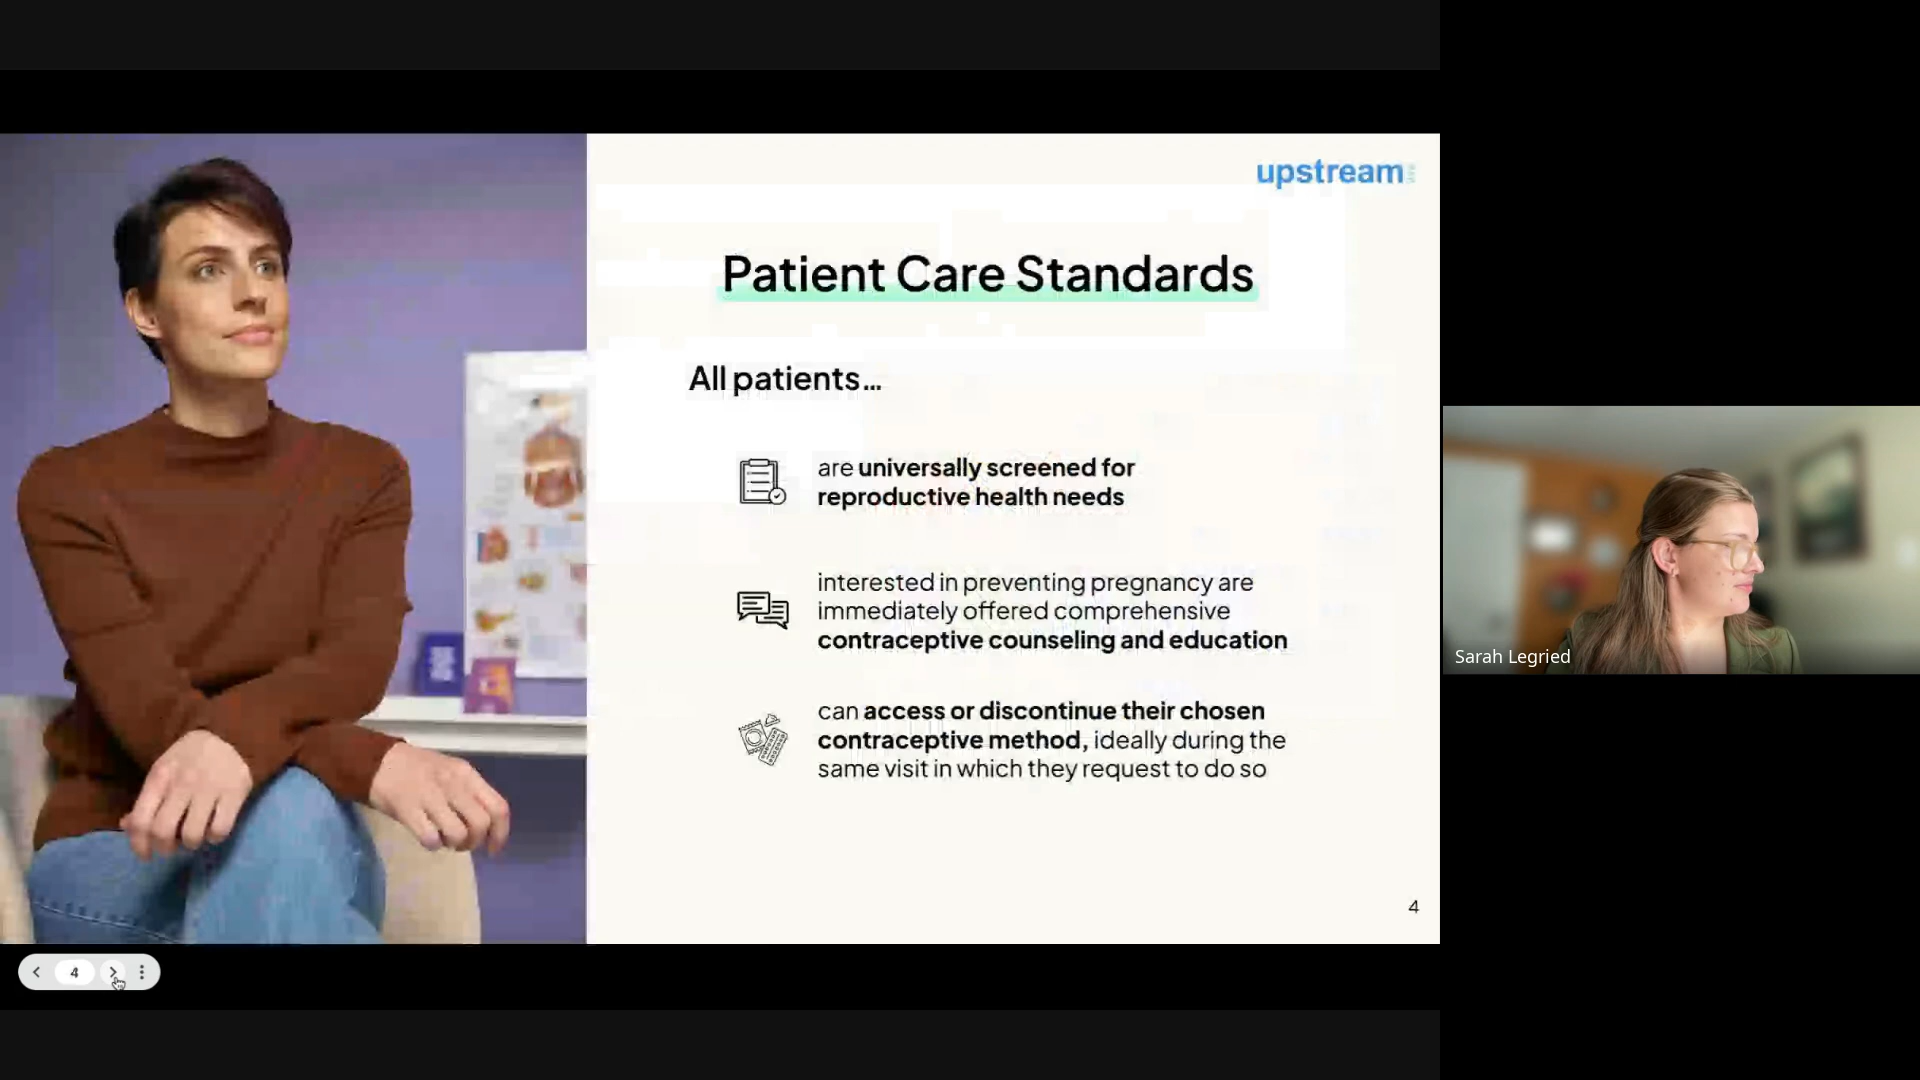 upstream
Patient Care Standards
All patients...
are universally screened for
reproductive health needs
interested in preventing pregnancy are
immediately offered comprehensive
contraceptive counseling and education
can access or discontinue their chosen
contraceptive method, ideally during the
same visit in which they request to do so
4
4
Sarah Legried